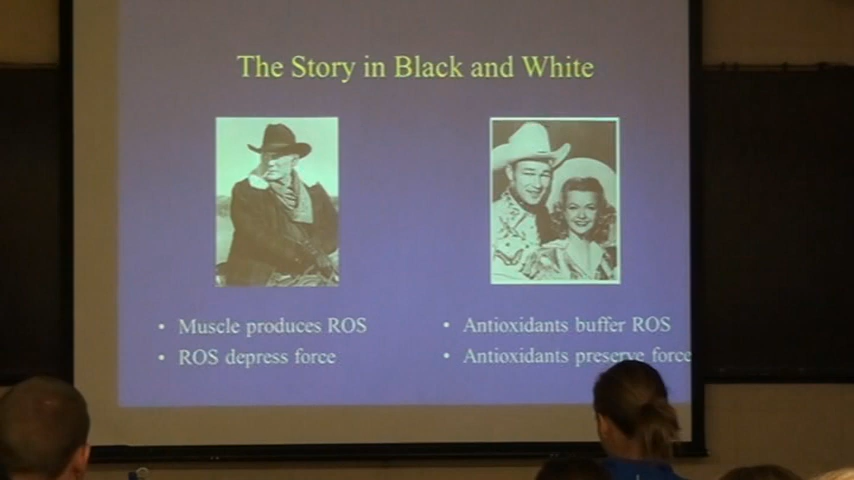 The Story in Black and White
• Muscle produces ROS
• ROS depress force
• Antioxidants buffer ROS
• Antioxidants preserve force